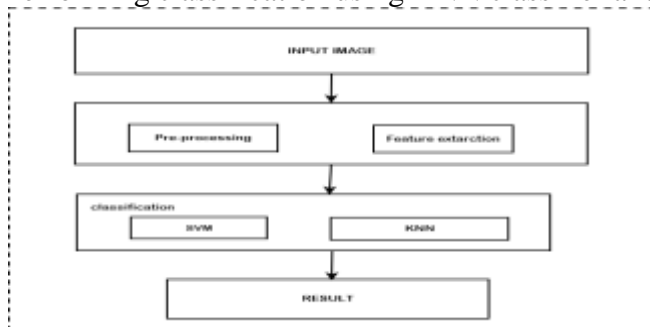 INPUT IMAGE
Pre-processing
Feature extarction
classification
SVM
KNN
RESULT